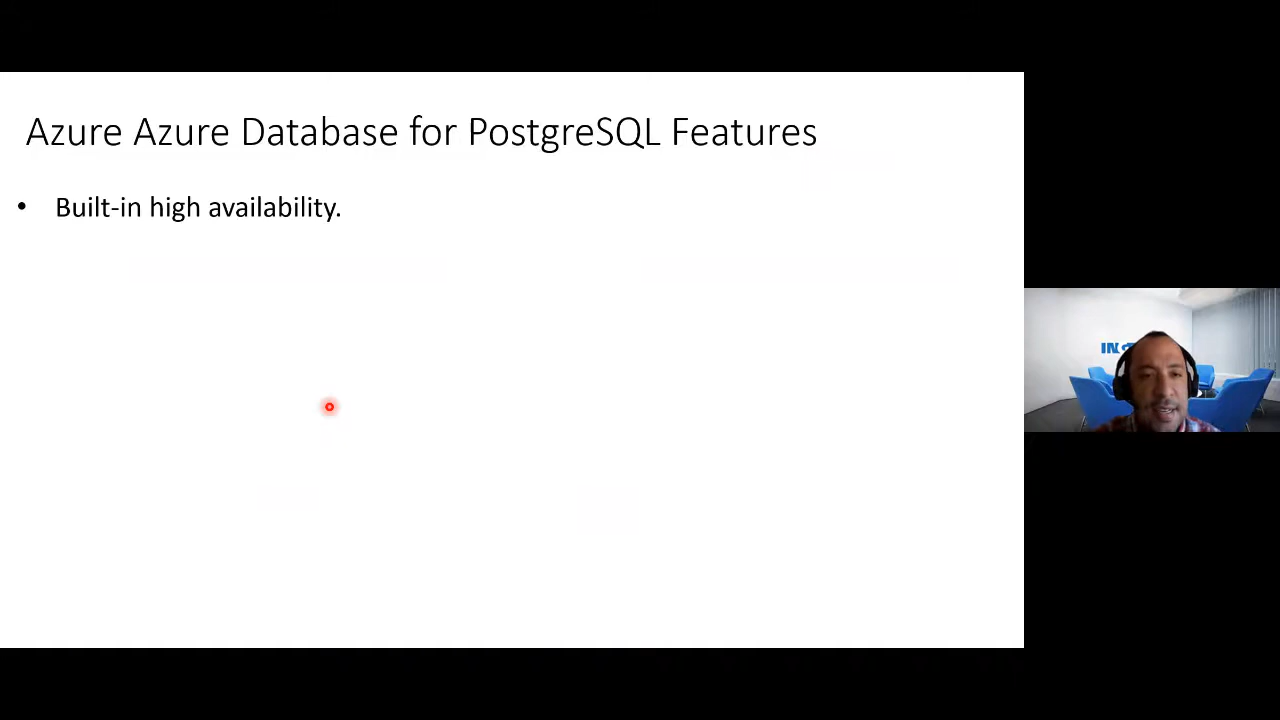 Azure Azure Database for PostgreSQL Features
• Built-in high availability.